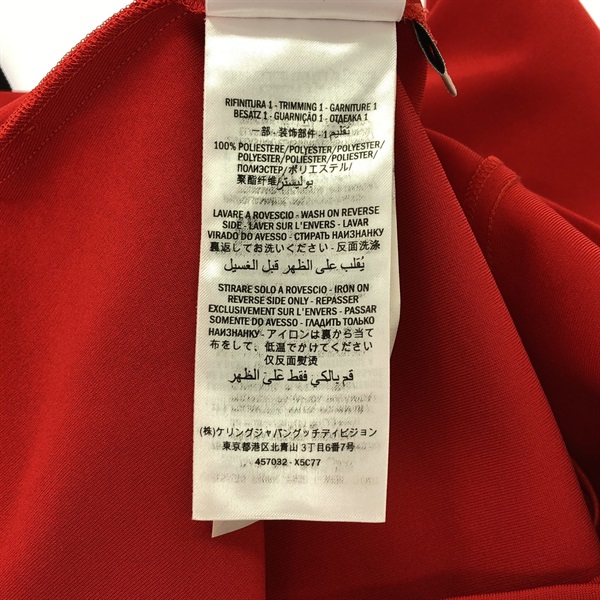 RIFINITURA 1 - TRIMMING 1 - GARNITURE 1
BESATZ 1 - GUARNIÇÃO 1 - ОТДЕЛКА 1
一部 - 装饰部件 - 1 تقليم
100% POLIESTERE/POLYESTER/POLYESTER/
POLYESTER/POLIÉSTER/POLIESTER/
ПОЛИЭСТЕР/ポリエステル/
聚酯纤维/بوليستر
LAVARE A ROVESCIO - WASH ON REVERSE
SIDE - LAVER SUR L'ENVERS - LAVAR
VIRADO DO AVESSO - СТИРАТЬ НАИЗНАНКУ
裏返してお洗いください - 反面洗涤
يُقلب على الظهر قبل الغسيل
STIRARE SOLO A ROVESCIO - IRON ON
REVERSE SIDE ONLY - REPASSER
EXCLUSIVEMENT SUR L'ENVERS - PASSAR
SOMENTE DO AVESSO - ГЛАДИТЬ ТОЛЬКО
НАИЗНАНКУ - アイロンは裏から当て
布をして、低温でかけてください
仅反面熨烫
قم بالكي فقط على الظهر
(株)ケリングジャパングッチディビジョン
東京都港区北青山 3丁目6番7号
457032 - X5C77